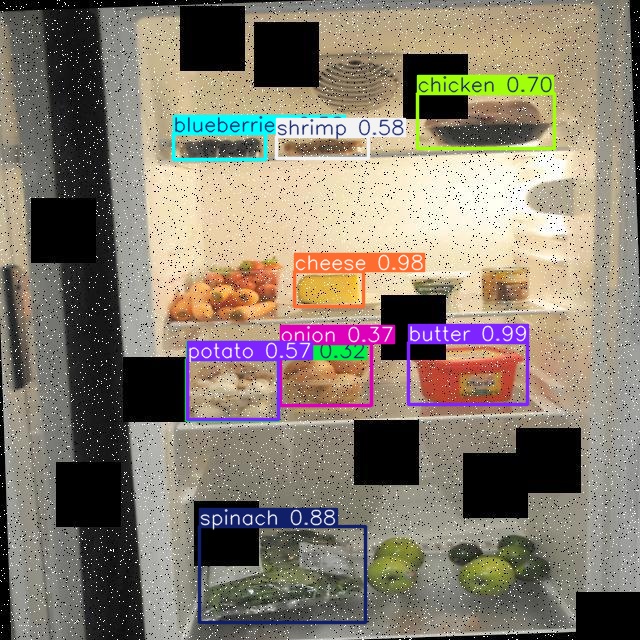 chicken 0.70
blueberrie
shrimp 0.58
cheese 0.98
onion 0.37
butter 0.99
potato 0.57
0.32
spinach 0.88